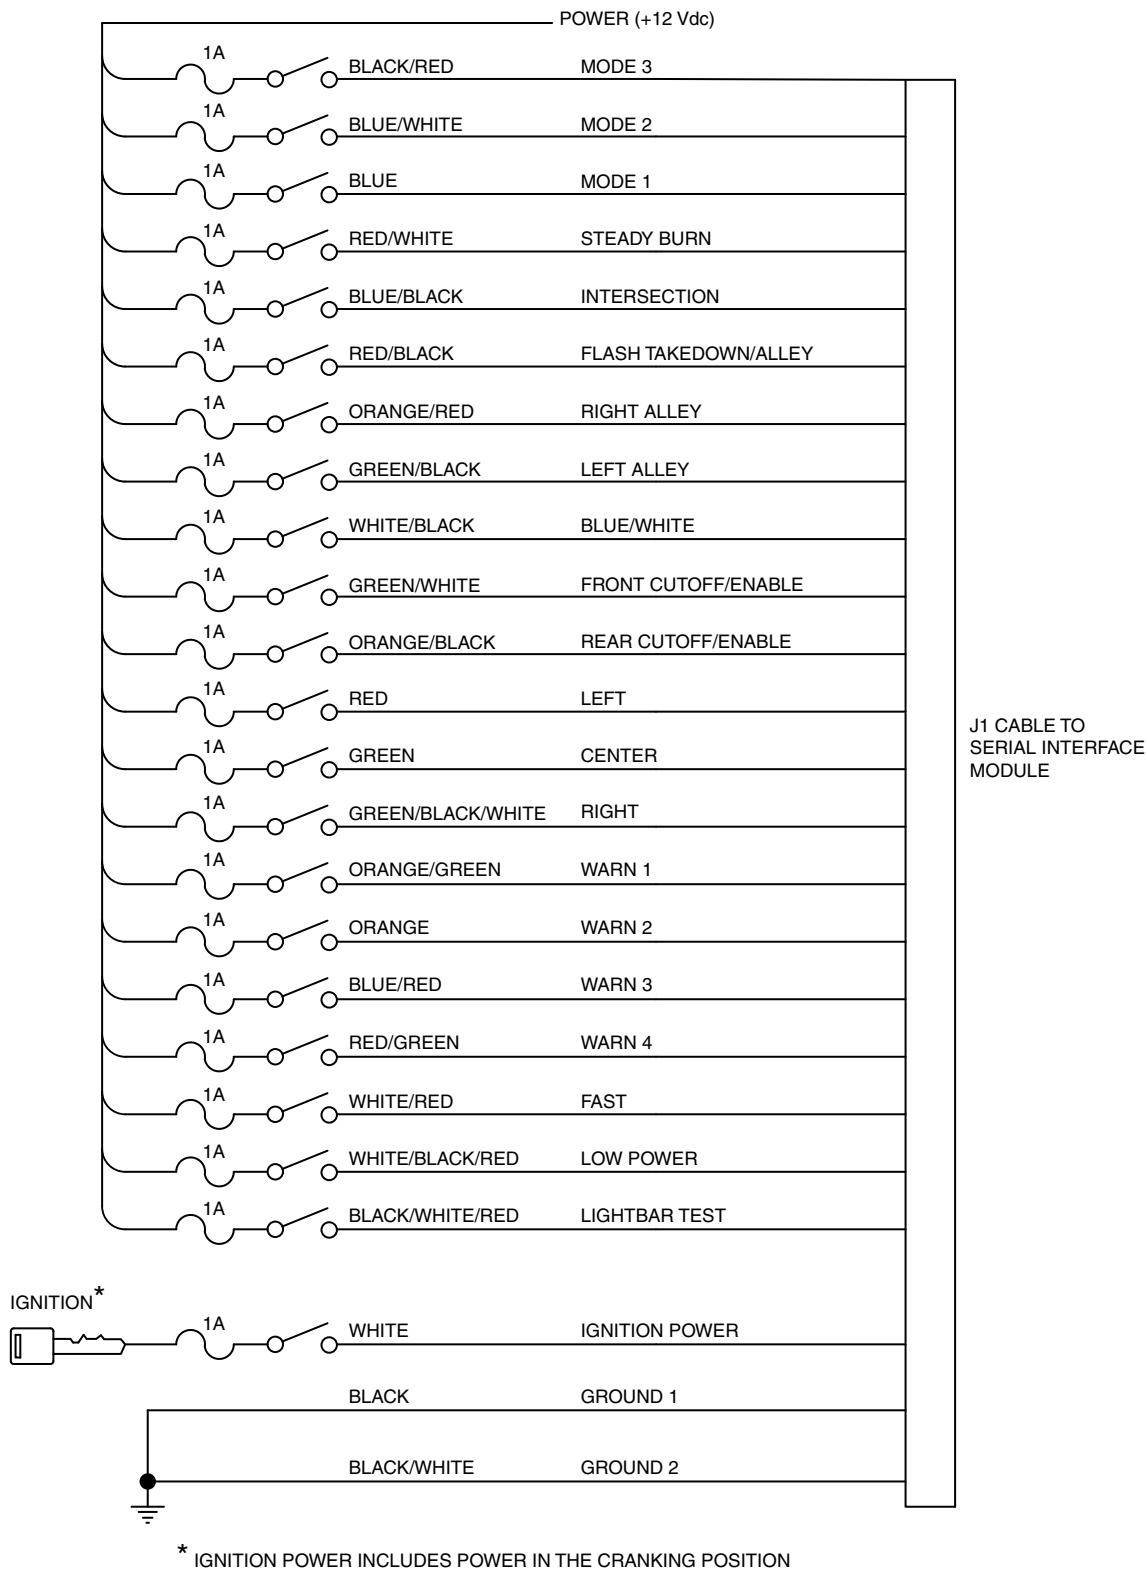 POWER (+12 Vdc)
1A BLACK/RED MODE 3
1A BLUE/WHITE MODE 2
1A BLUE MODE 1
1A RED/WHITE STEADY BURN
1A BLUE/BLACK INTERSECTION
1A RED/BLACK FLASH TAKEDOWN/ALLEY
1A ORANGE/RED RIGHT ALLEY
1A GREEN/BLACK LEFT ALLEY
1A WHITE/BLACK BLUE/WHITE
1A GREEN/WHITE FRONT CUTOFF/ENABLE
1A ORANGE/BLACK REAR CUTOFF/ENABLE
1A RED LEFT
1A GREEN CENTER
1A GREEN/BLACK/WHITE RIGHT
1A ORANGE/GREEN WARN 1
1A ORANGE WARN 2
1A BLUE/RED WARN 3
1A RED/GREEN WARN 4
1A WHITE/RED FAST
1A WHITE/BLACK/RED LOW POWER
1A BLACK/WHITE/RED LIGHTBAR TEST
J1 CABLE TO
SERIAL INTERFACE
MODULE
IGNITION*
1A WHITE IGNITION POWER
BLACK GROUND 1
BLACK/WHITE GROUND 2
* IGNITION POWER INCLUDES POWER IN THE CRANKING POSITION